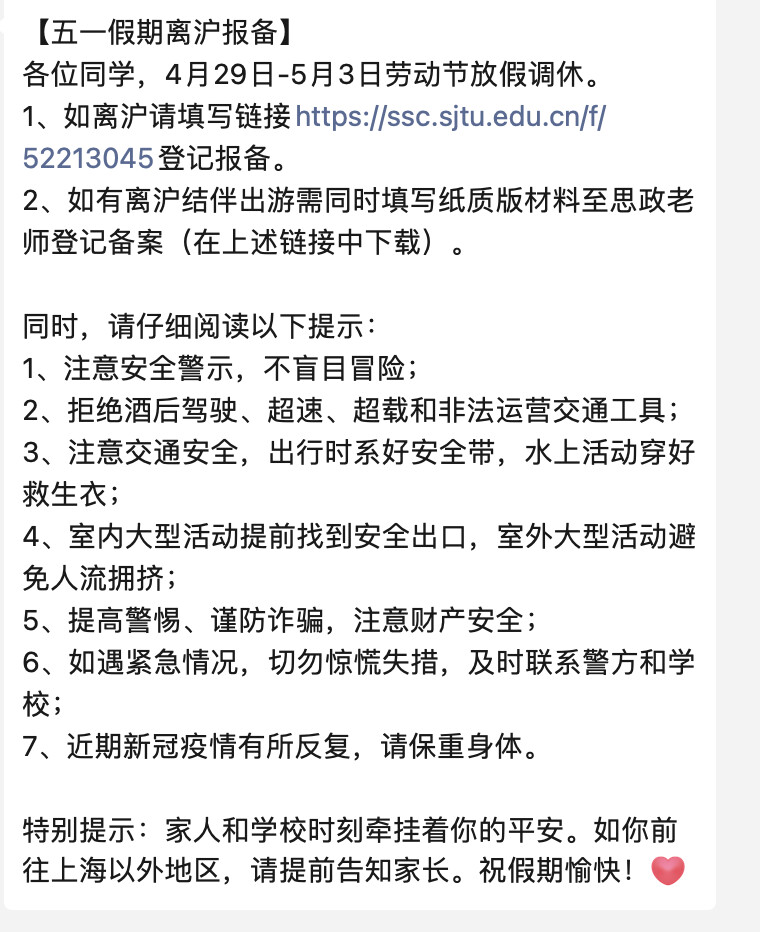 【五一假期离沪报备】
各位同学，4月29日-5月3日劳动节放假调休。
1、如离沪请填写链接https://ssc.sjtu.edu.cn/f/
52213045登记报备。
2、如有离沪结伴出游需同时填写纸质版材料至思政老
师登记备案（在上述链接中下载）。
同时，请仔细阅读以下提示：
1、注意安全警示，不盲目冒险；
2、拒绝酒后驾驶、超速、超载和非法运营交通工具；
3、注意交通安全，出行时系好安全带，水上活动穿好
救生衣；
4、室内大型活动提前找到安全出口，室外大型活动避
免人流拥挤；
5、提高警惕、谨防诈骗，注意财产安全；
6、如遇紧急情况，切勿惊慌失措，及时联系警方和学
校；
7、近期新冠疫情有所反复，请保重身体。
特别提示：家人和学校时刻牵挂着你的平安。如你前
往上海以外地区，请提前告知家长。祝假期愉快！❤️